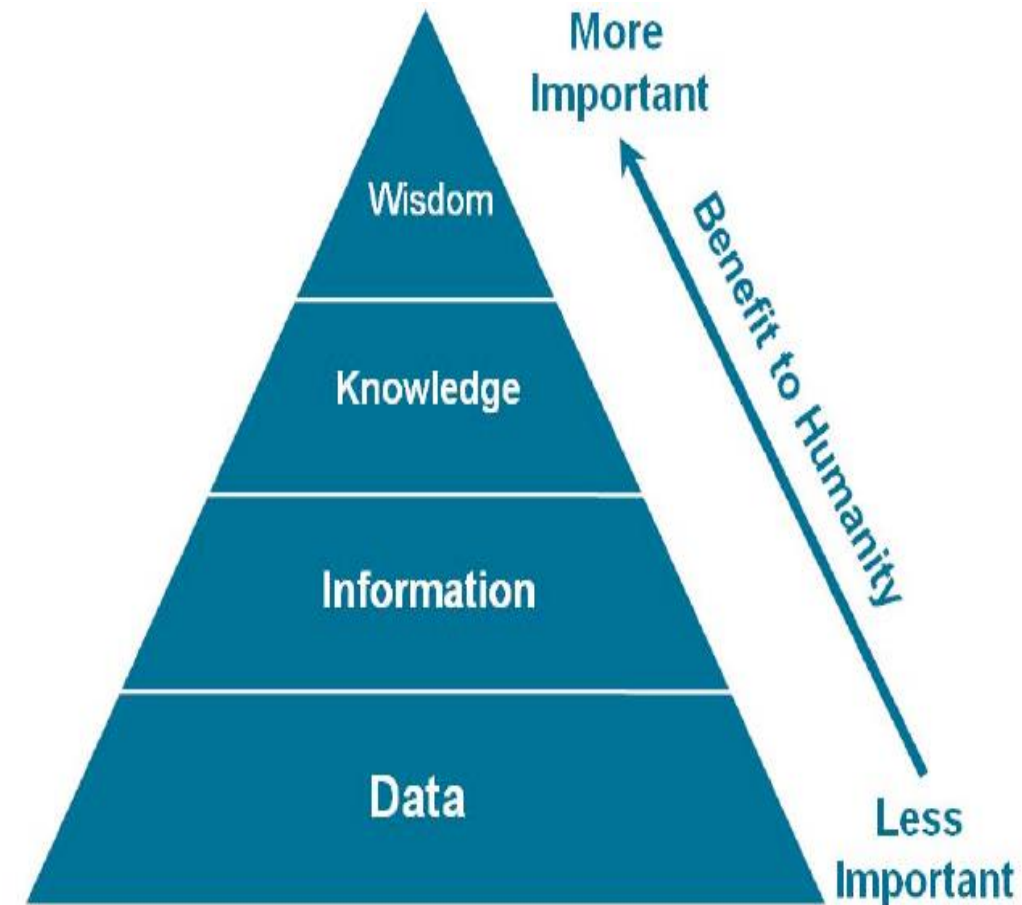 More
Important
Wisdom
Benefit to Humanity
Knowledge
Information
Data
Less
Important